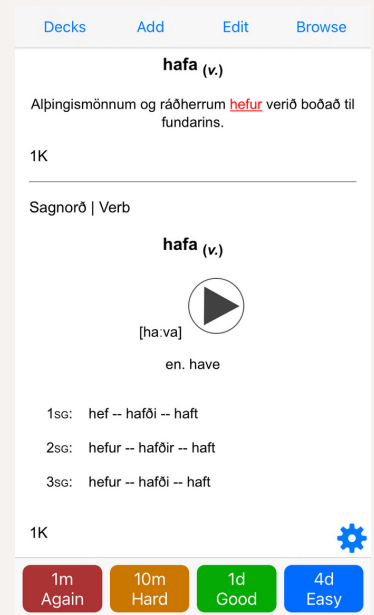 Decks Add Edit Browse
hafa (v.)
Alþingismönnum og ráðherrum hefur verið boðað til
fundarins.
1K
Sagnorð | Verb
hafa (v.)
[haːva]
en. have
1SG: hef -- hafði -- haft
2SG: hefur -- hafðir -- haft
3SG: hefur -- hafði -- haft
1K
1m 10m 1d 4d
Again Hard Good Easy